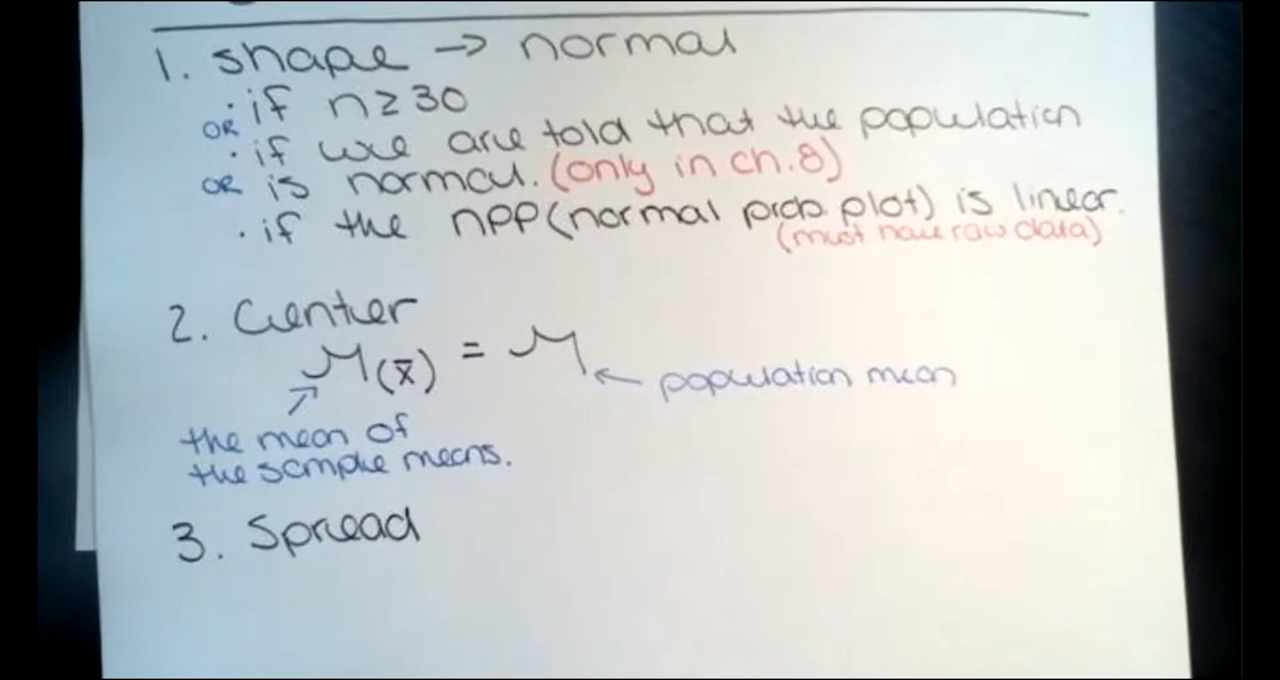 1. shape → normal
· if n ≥ 30
OR
· if we are told that the population
OR is normal. (only in ch. 8)
· if the npp (normal prob. plot) is linear.
(must have raw data)
2. Center
μ(x̄) = μ
← population mean
the mean of
the sample means.
3. Spread